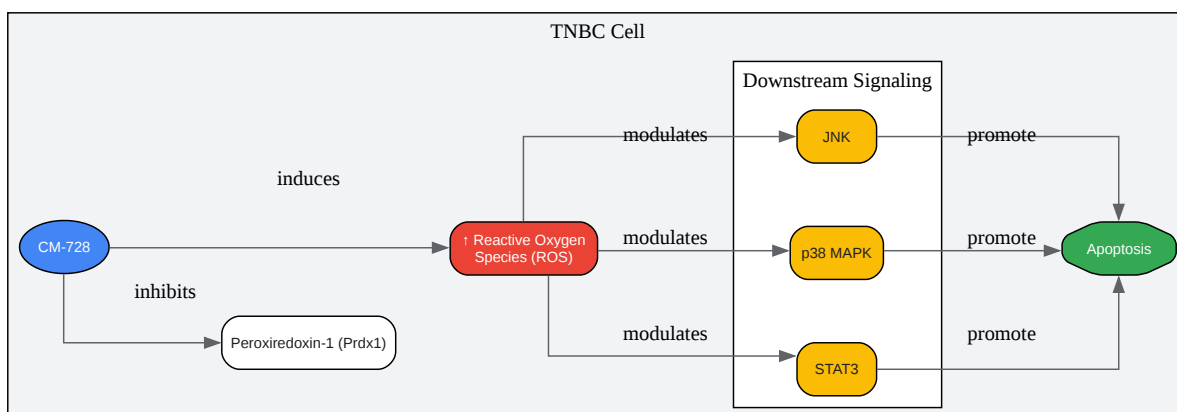 TNBC Cell
Downstream Signaling
modulates
JNK
promote
induces
CM-728
↑ Reactive Oxygen
Species (ROS)
modulates
p38 MAPK
promote
Apoptosis
inhibits
Peroxiredoxin-1 (Prdx1)
modulates
STAT3
promote